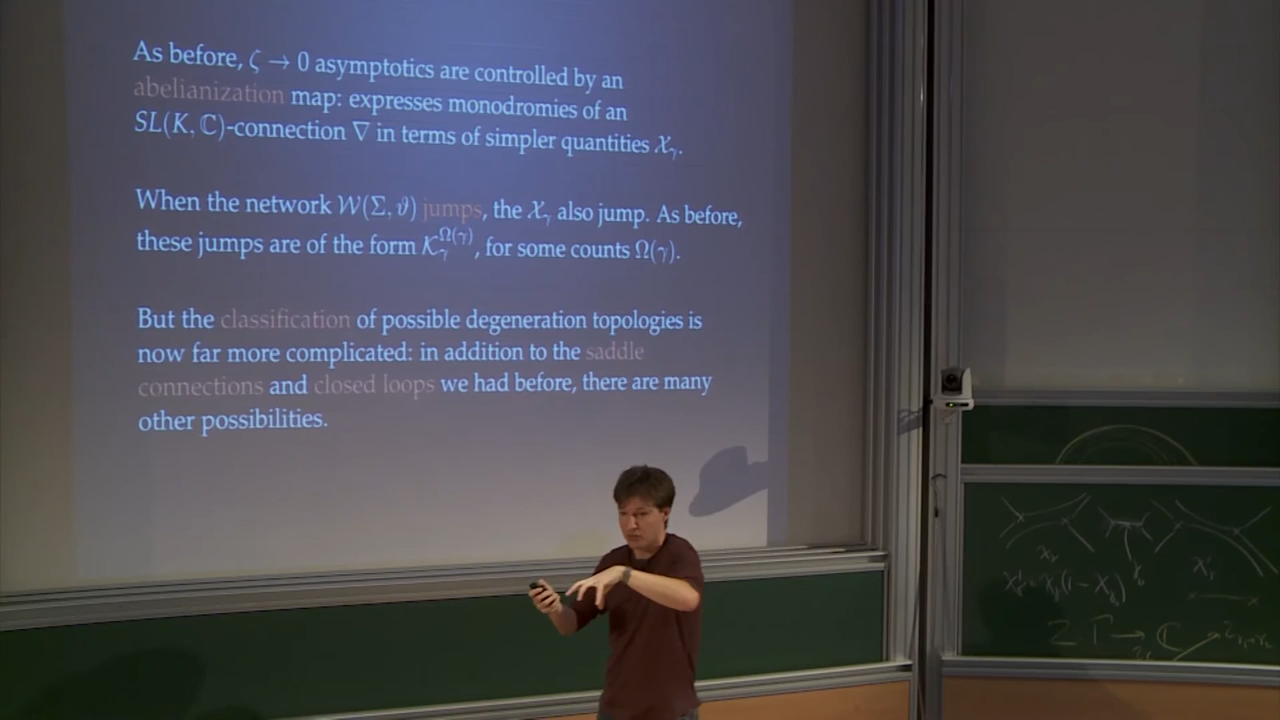 As before, ζ → 0 asymptotics are controlled by an
abelianization map: expresses monodromies of an
SL(K, ℂ)-connection ∇ in terms of simpler quantities 𝒳_γ.
When the network 𝒲(Σ, ϑ) jumps, the 𝒳_γ also jump. As before,
these jumps are of the form 𝒦_γ^{Ω(γ)}, for some counts Ω(γ).
But the classification of possible degeneration topologies is
now far more complicated: in addition to the saddle
connections and closed loops we had before, there are many
other possibilities.
Z: Γ → ℂ